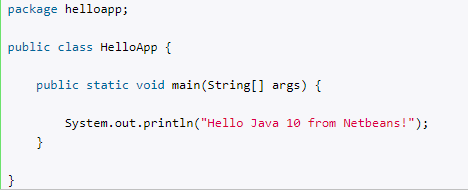 package helloapp;
public class HelloApp {
public static void main(String[] args) {
System.out.println("Hello Java 10 from Netbeans!");
}
}